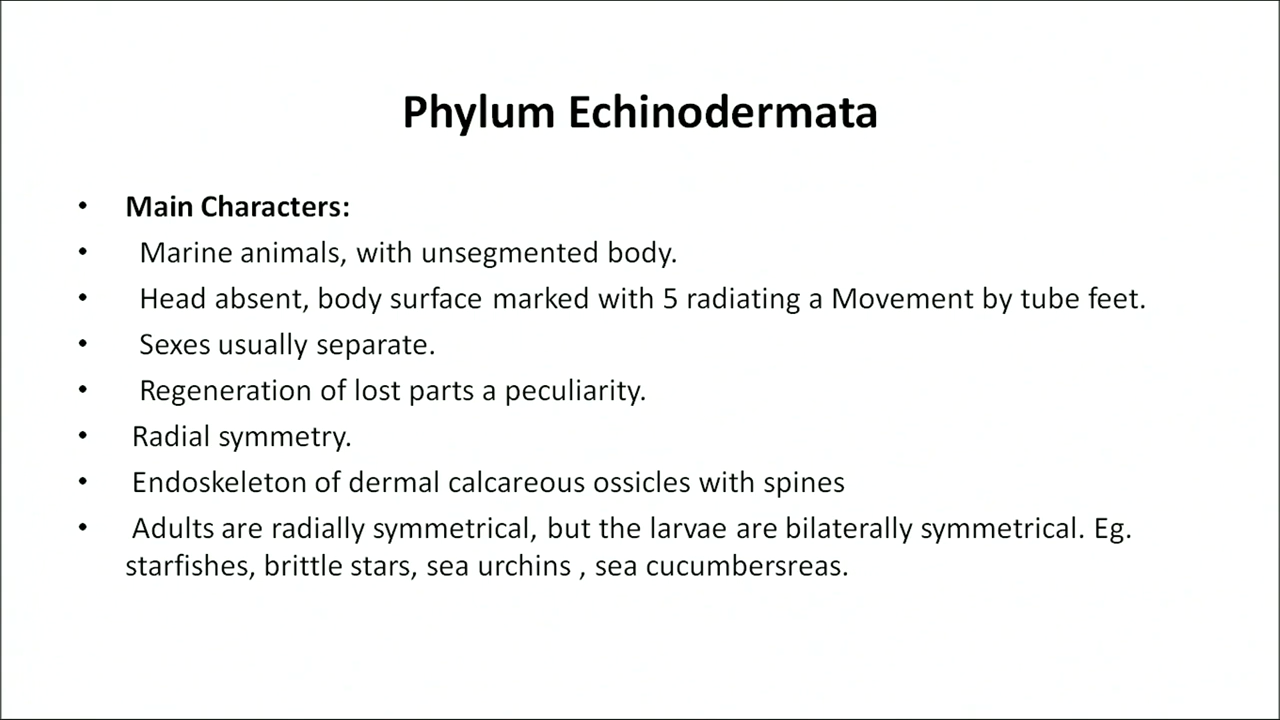 Phylum Echinodermata
• Main Characters:
• Marine animals, with unsegmented body.
• Head absent, body surface marked with 5 radiating a Movement by tube feet.
• Sexes usually separate.
• Regeneration of lost parts a peculiarity.
• Radial symmetry.
• Endoskeleton of dermal calcareous ossicles with spines
• Adults are radially symmetrical, but the larvae are bilaterally symmetrical. Eg.
starfishes, brittle stars, sea urchins , sea cucumbersreas.